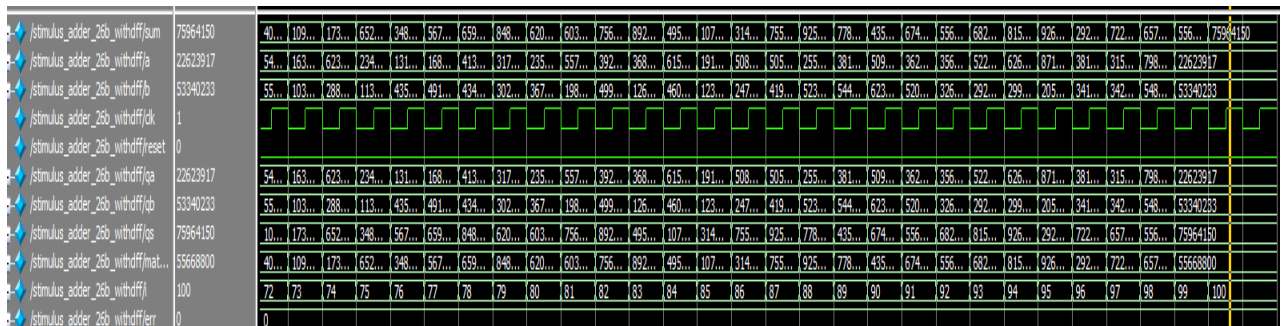 /stimulus_adder_26b_withdff/sum 75964150 40... 109... 173... 652... 348... 567... 659... 848... 620... 603... 756... 892... 495... 107... 314... 755... 925... 778... 435... 674... 556... 682... 815... 926... 292... 722... 657... 556... 75964150
/stimulus_adder_26b_withdff/a 22623917 54... 163... 623... 234... 131... 168... 413... 317... 235... 557... 392... 368... 615... 191... 508... 505... 255... 381... 509... 362... 356... 522... 626... 871... 381... 315... 798... 22623917
/stimulus_adder_26b_withdff/b 53340233 55... 103... 288... 113... 435... 491... 434... 302... 367... 198... 499... 126... 460... 123... 247... 419... 523... 544... 623... 520... 326... 292... 299... 205... 341... 342... 548... 53340233
/stimulus_adder_26b_withdff/clk 1
/stimulus_adder_26b_withdff/reset 0
/stimulus_adder_26b_withdff/qa 22623917 54... 163... 623... 234... 131... 168... 413... 317... 235... 557... 392... 368... 615... 191... 508... 505... 255... 381... 509... 362... 356... 522... 626... 871... 381... 315... 798... 22623917
/stimulus_adder_26b_withdff/qb 53340233 55... 103... 288... 113... 435... 491... 434... 302... 367... 198... 499... 126... 460... 123... 247... 419... 523... 544... 623... 520... 326... 292... 299... 205... 341... 342... 548... 53340233
/stimulus_adder_26b_withdff/qs 75964150 10... 173... 652... 348... 567... 659... 848... 620... 603... 756... 892... 495... 107... 314... 755... 925... 778... 435... 674... 556... 682... 815... 926... 292... 722... 657... 556... 75964150
/stimulus_adder_26b_withdff/mat... 55668800 40... 109... 173... 652... 348... 567... 659... 848... 620... 603... 756... 892... 495... 107... 314... 755... 925... 778... 435... 674... 556... 682... 815... 926... 292... 722... 657... 55668800
/stimulus_adder_26b_withdff/i 100 72 73 74 75 76 77 78 79 80 81 82 83 84 85 86 87 88 89 90 91 92 93 94 95 96 97 98 99 100
/stimulus_adder_26b_withdff/err 0 0